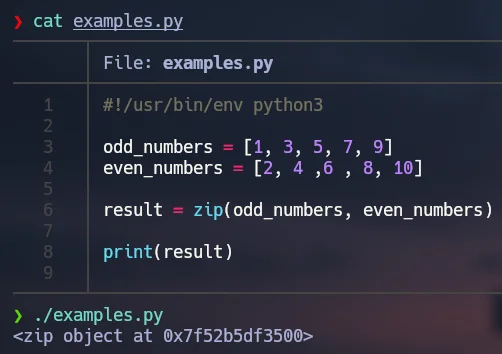 ❯ cat examples.py
File: examples.py
1 #!/usr/bin/env python3
2
3 odd_numbers = [1, 3, 5, 7, 9]
4 even_numbers = [2, 4 ,6 , 8, 10]
5
6 result = zip(odd_numbers, even_numbers)
7
8 print(result)
9
❯ ./examples.py
<zip object at 0x7f52b5df3500>